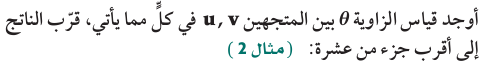 أوجد قياس الزاوية θ بين المتجهين u, v في كلٍّ مما يأتي، قرّب الناتج
إلى أقرب جزء من عشرة: (مثال 2)